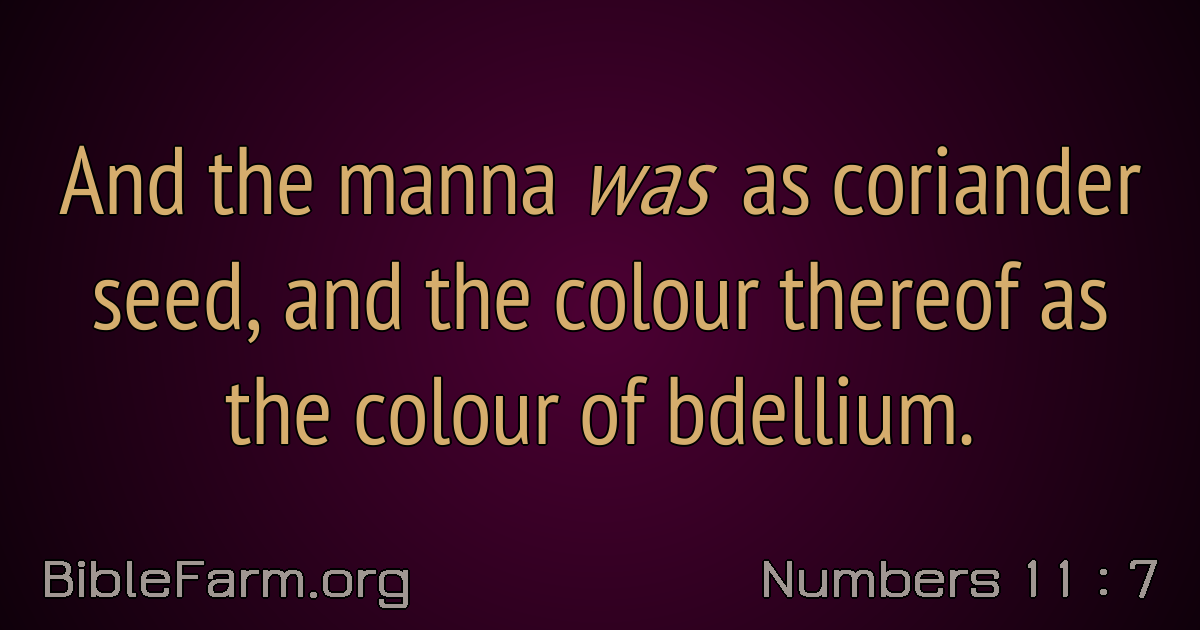 And the manna was as coriander
seed, and the colour thereof as
the colour of bdellium.
BibleFarm.org
Numbers 11 : 7